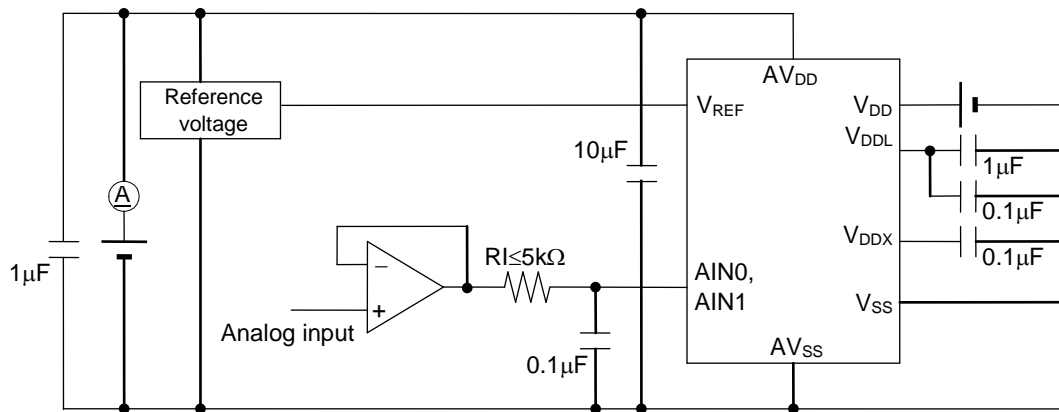 AVDD
Reference
voltage
VREF
VDD
VDDL
10μF
1μF
A
0.1μF
VDDX
0.1μF
1μF
−
RI≤5kΩ
AIN0,
AIN1
+
VSS
Analog input
0.1μF
AVSS